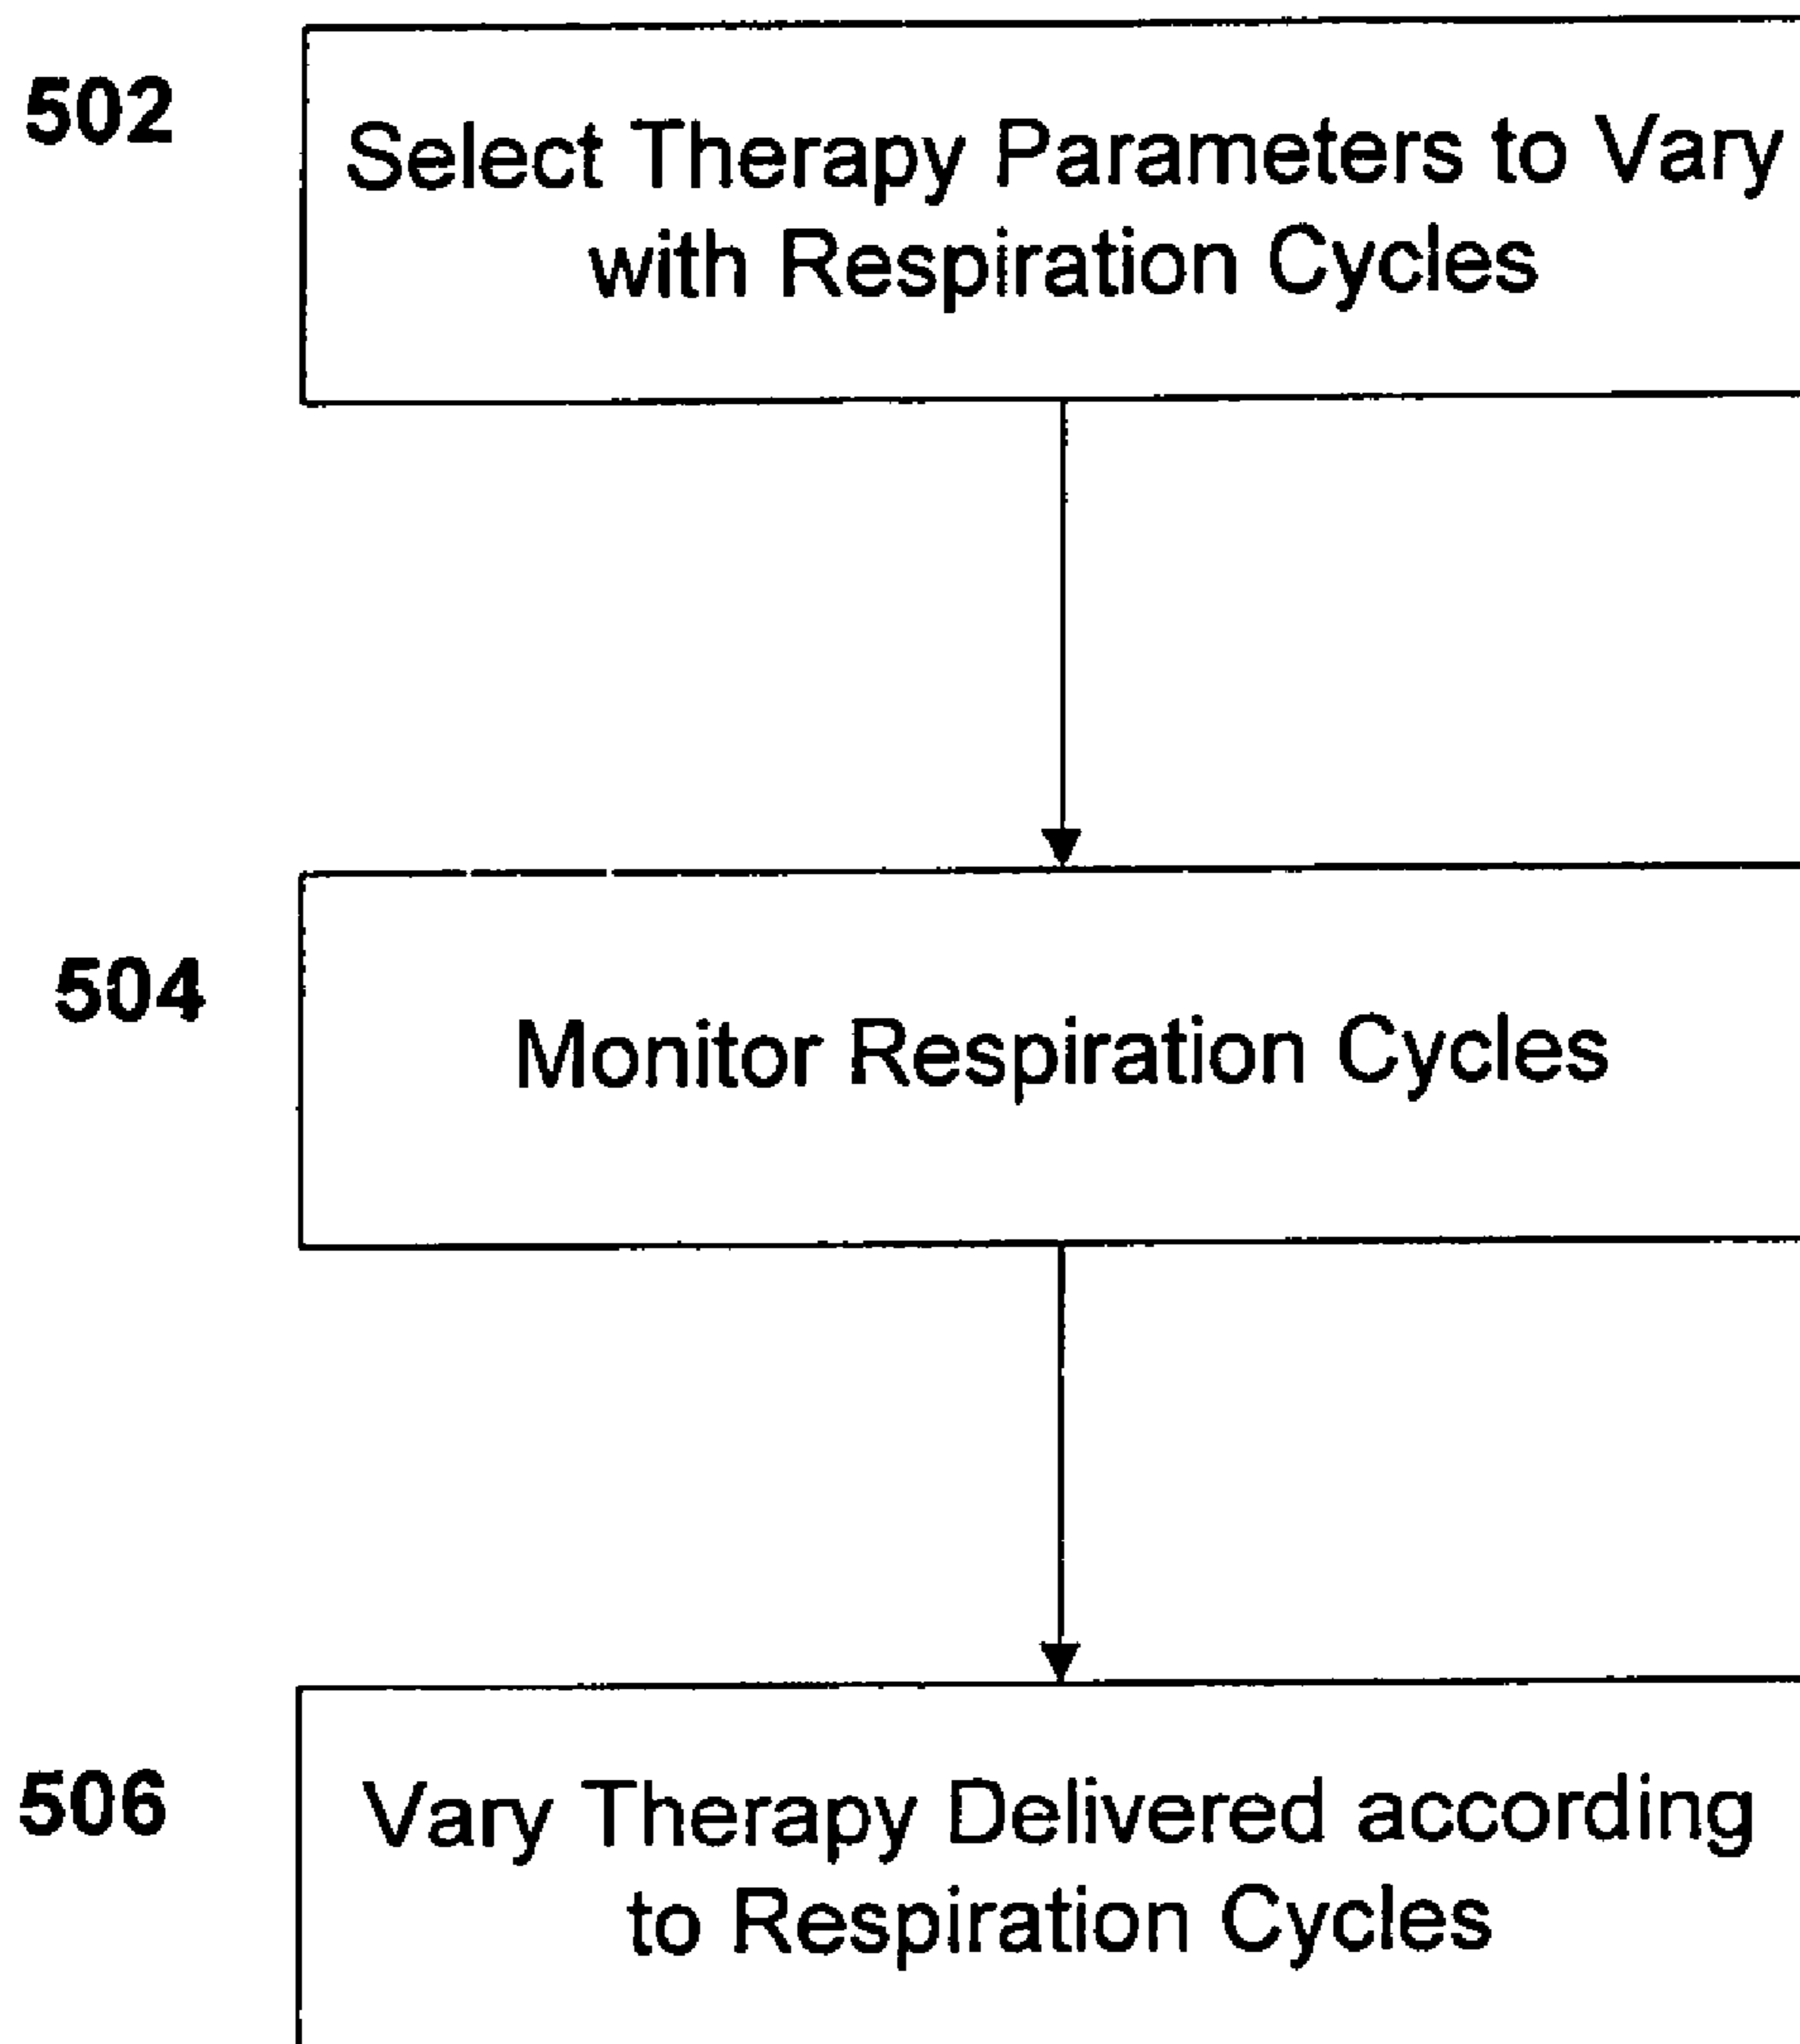 502
Select Therapy Parameters to Vary
with Respiration Cycles
504
Monitor Respiration Cycles
506
Vary Therapy Delivered according
to Respiration Cycles